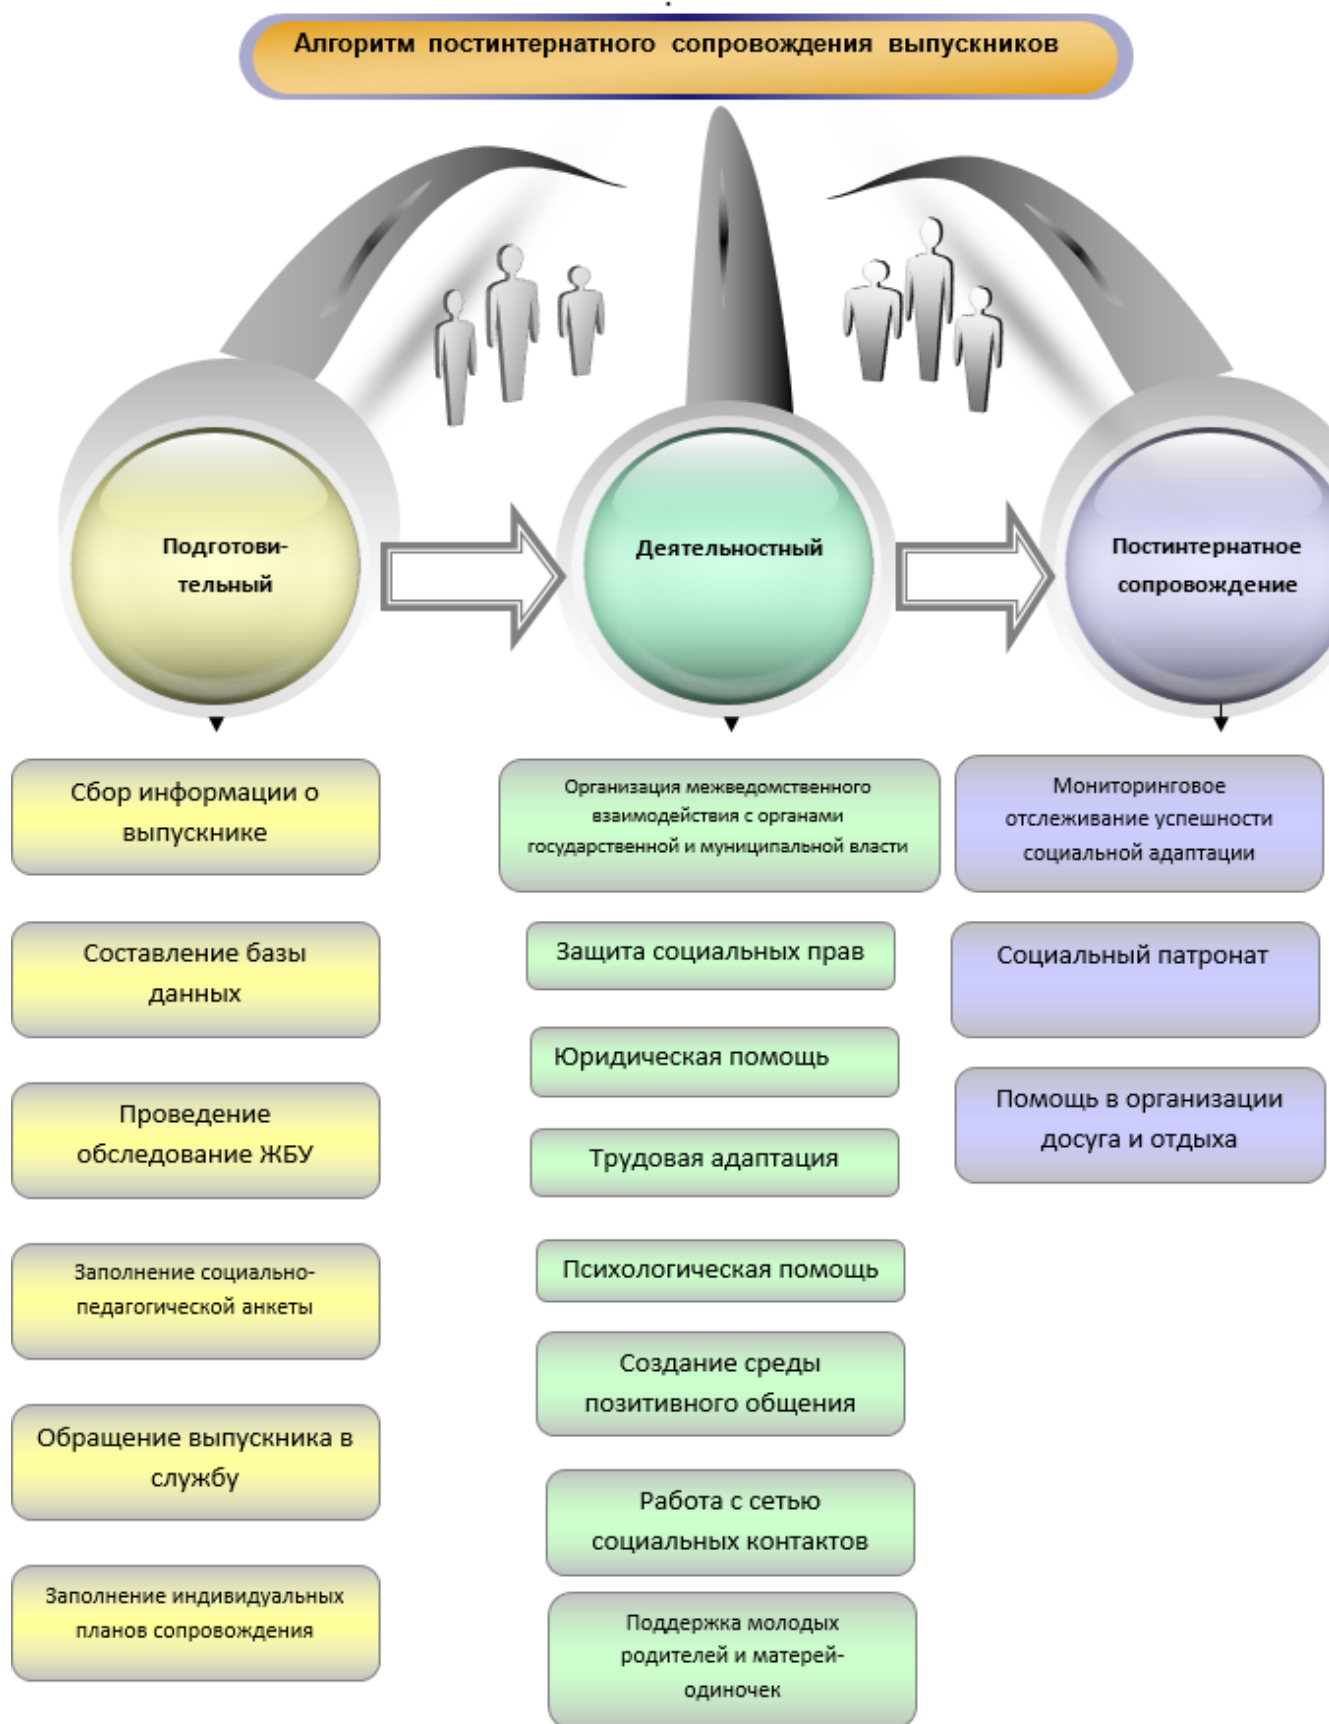 Алгоритм постинтернатного сопровождения выпускников
Подготови-
тельный
Деятельностный
Постинтернатное
сопровождение
Сбор информации о
выпускнике
Составление базы
данных
Проведение
обследование ЖБУ
Заполнение социально-
педагогической анкеты
Обращение выпускника в
службу
Заполнение индивидуальных
планов сопровождения
Организация межведомственного
взаимодействия с органами
государственной и муниципальной власти
Защита социальных прав
Юридическая помощь
Трудовая адаптация
Психологическая помощь
Создание среды
позитивного общения
Работа с сетью
социальных контактов
Поддержка молодых
родителей и матерей-
одиночек
Мониторинговое
отслеживание успешности
социальной адаптации
Социальный патронат
Помощь в организации
досуга и отдыха